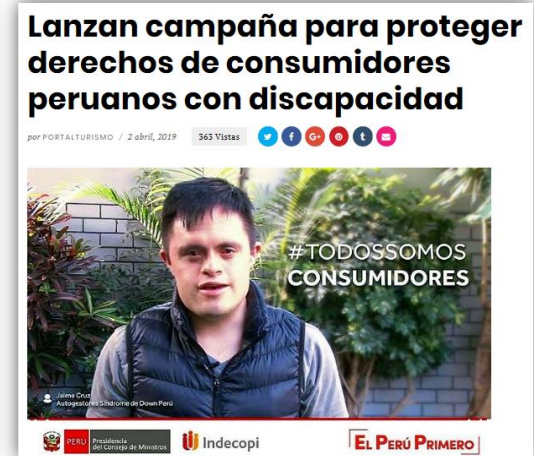 Lanzan campaña para proteger
derechos de consumidores
peruanos con discapacidad
por PORTALTURISMO / 2 abril, 2019 363 Vistas
#TODOSSOMOS
CONSUMIDORES
Jaime Cruz
Autogestores Síndrome de Down Perú
PERÚ Presidencia
del Consejo de Ministros
Indecopi
EL PERÚ PRIMERO